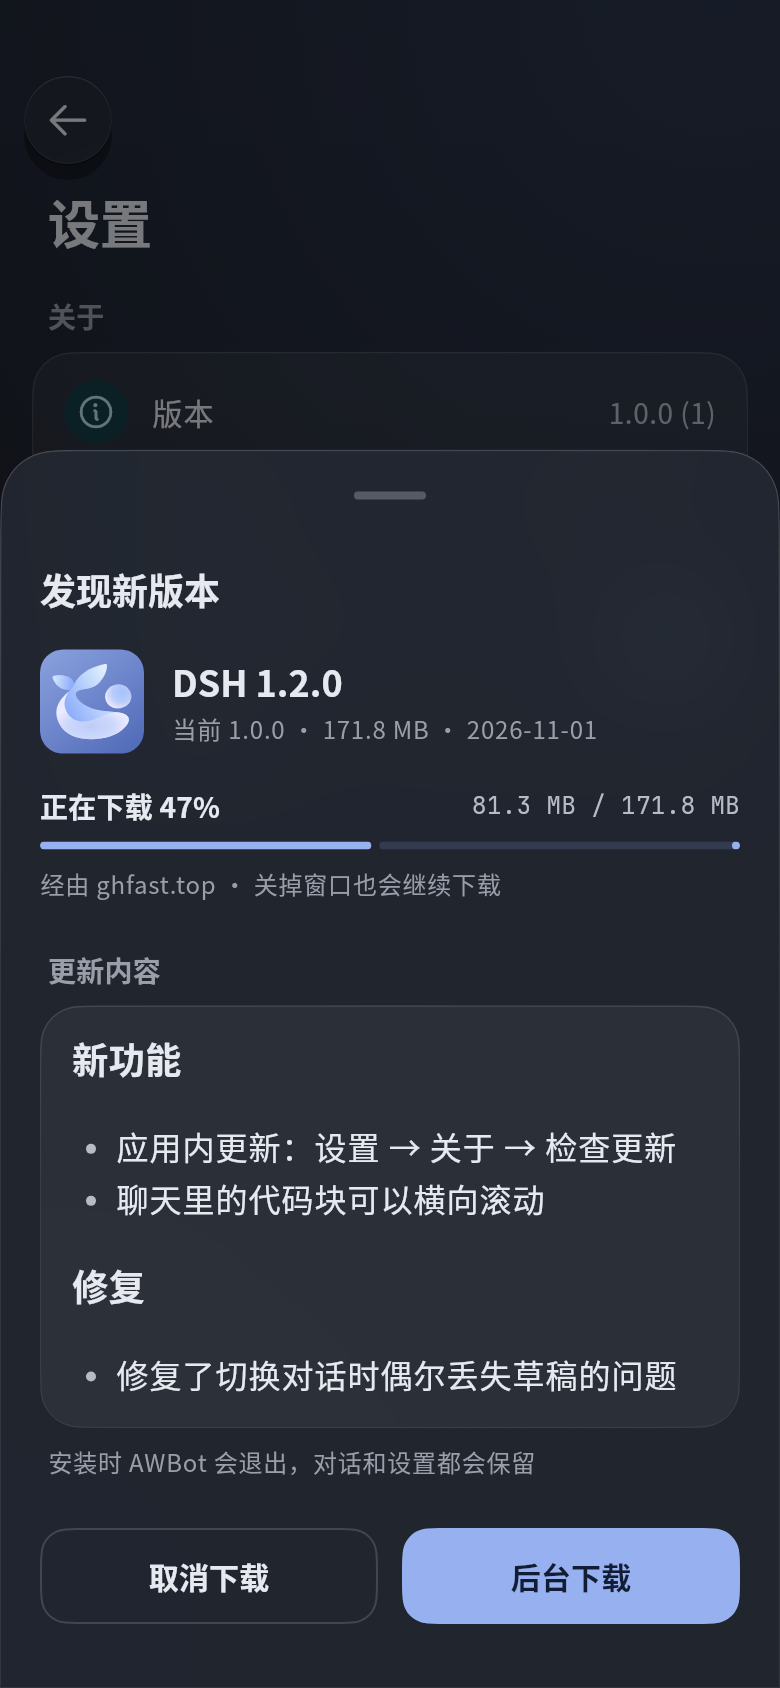 设置
关于
版本 1.0.0 (1)
发现新版本
DSH 1.2.0
当前 1.0.0 • 171.8 MB • 2026-11-01
正在下载 47% 81.3 MB / 171.8 MB
经由 ghfast.top • 关掉窗口也会继续下载
更新内容
新功能
• 应用内更新：设置 → 关于 → 检查更新
• 聊天里的代码块可以横向滚动
修复
• 修复了切换对话时偶尔丢失草稿的问题
安装时 AWBot 会退出，对话和设置都会保留
取消下载 后台下载